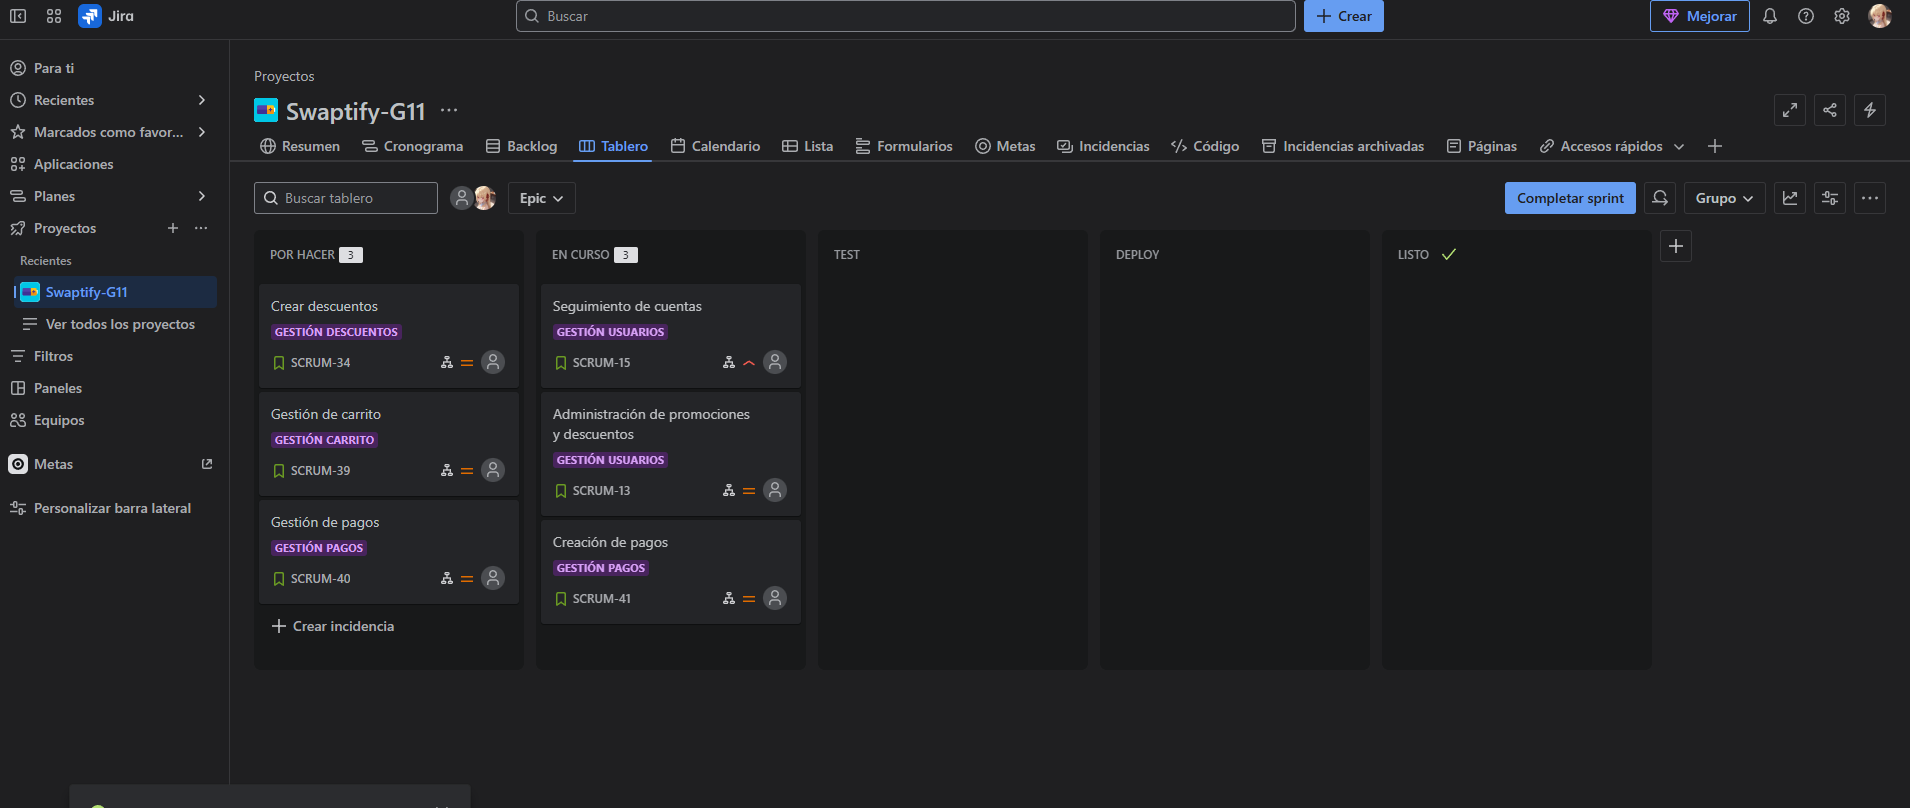 Jira
Buscar
Crear
Mejorar
Para ti
Recientes
Marcados como favor...
Aplicaciones
Planes
Proyectos
Recientes
Swaptify-G11
Ver todos los proyectos
Filtros
Paneles
Equipos
Metas
Personalizar barra lateral
Proyectos
Swaptify-G11
Resumen
Cronograma
Backlog
Tablero
Calendario
Lista
Formularios
Metas
Incidencias
Código
Incidencias archivadas
Páginas
Accesos rápidos
Buscar tablero
Epic
Completar sprint
Grupo
POR HACER 3
Crear descuentos
GESTIÓN DESCUENTOS
SCRUM-34
Gestión de carrito
GESTIÓN CARRITO
SCRUM-39
Gestión de pagos
GESTIÓN PAGOS
SCRUM-40
Crear incidencia
EN CURSO 3
Seguimiento de cuentas
GESTIÓN USUARIOS
SCRUM-15
Administración de promociones
y descuentos
GESTIÓN USUARIOS
SCRUM-13
Creación de pagos
GESTIÓN PAGOS
SCRUM-41
TEST
DEPLOY
LISTO